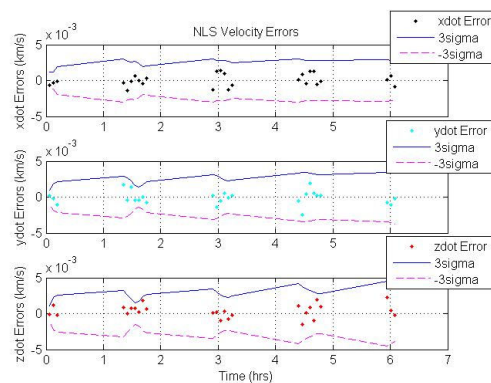 NLS Velocity Errors
xdot Error
3sigma
-3sigma
x 10^-3
xdot Errors (km/s)
5
0
-5
0 1 2 3 4 5 6 7
ydot Error
3sigma
-3sigma
x 10^-3
ydot Errors (km/s)
5
0
-5
0 1 2 3 4 5 6 7
zdot Error
3sigma
-3sigma
x 10^-3
zdot Errors (km/s)
5
0
-5
0 1 2 3 4 5 6 7
Time (hrs)